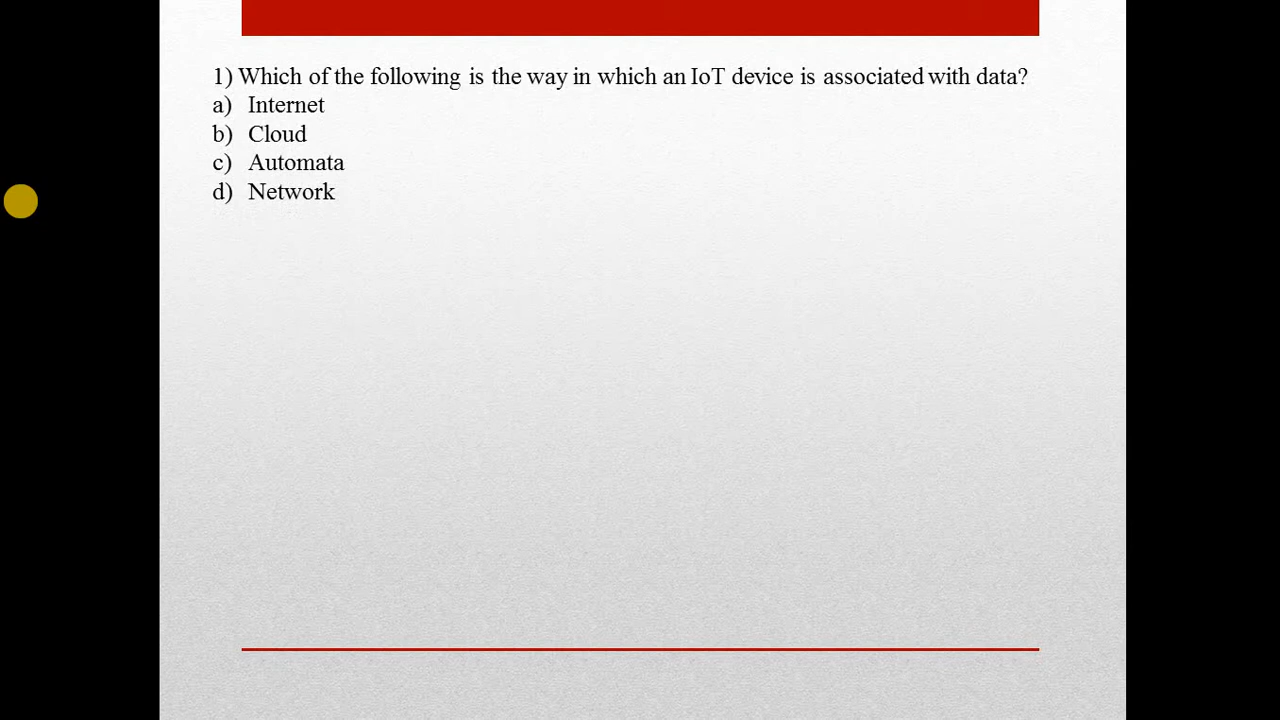 1) Which of the following is the way in which an IoT device is associated with data?
a) Internet
b) Cloud
c) Automata
d) Network